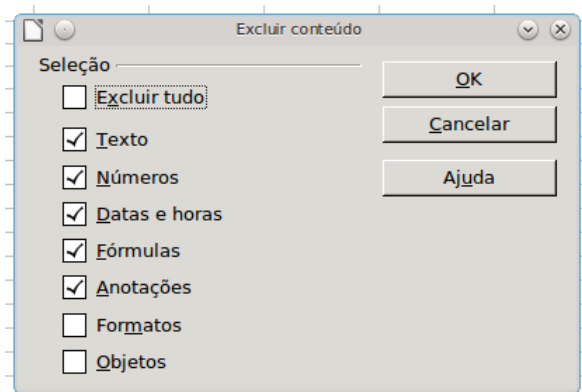 Excluir conteúdo
Seleção
Excluir tudo
Texto
Números
Datas e horas
Fórmulas
Anotações
Formatos
Objetos
OK
Cancelar
Ajuda